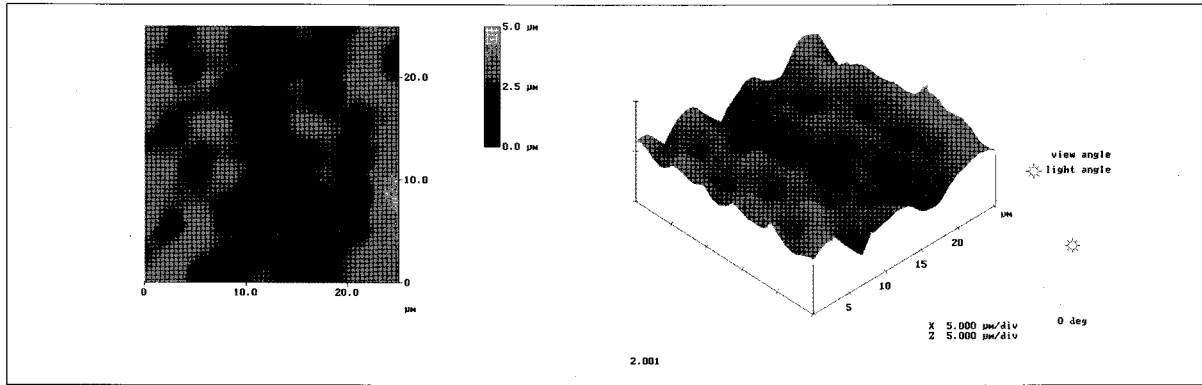 5.0 µm
2.5 µm
0.0 µm
20.0
10.0
0
0
10.0
20.0
µm
view angle
light angle
µm
20
15
10
5
X 5.000 µm/div
Z 5.000 µm/div
0 deg
2.001